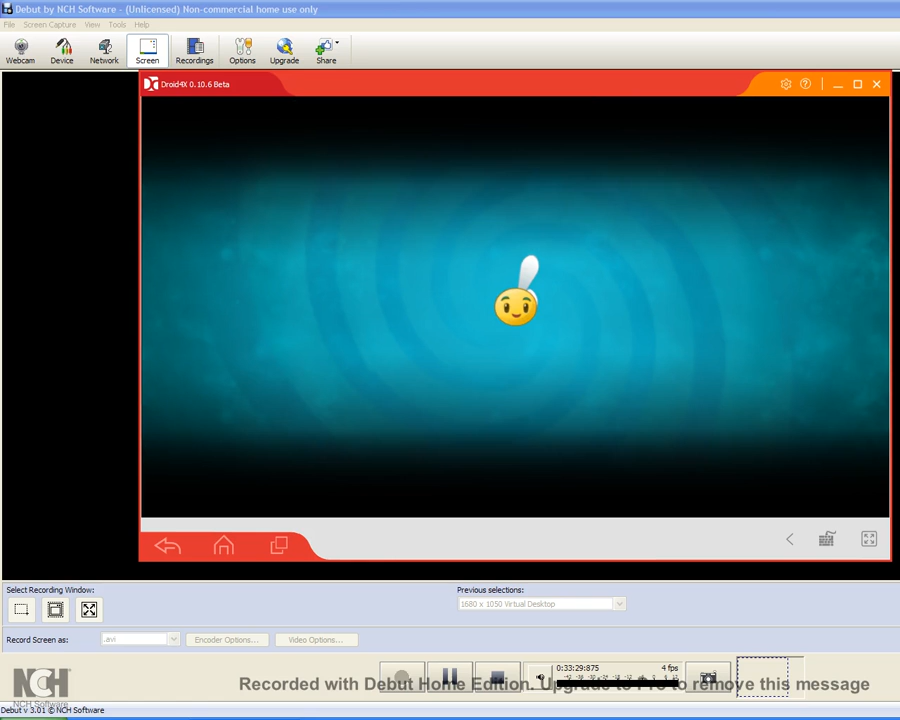 Debut by NCH Software - (Unlicensed) Non-commercial home use only
File Screen Capture View Tools Help
Webcam Device Network Screen Recordings Options Upgrade Share
Droid4X 0.10.6 Beta
Select Recording Window:
Previous selections:
1680 x 1050 Virtual Desktop
Record Screen as: .avi Encoder Options... Video Options...
0:33:29:875 4 fps
Recorded with Debut Home Edition. Upgrade to Pro to remove this message
NCH
NCH Software
Debut v 3.01 © NCH Software